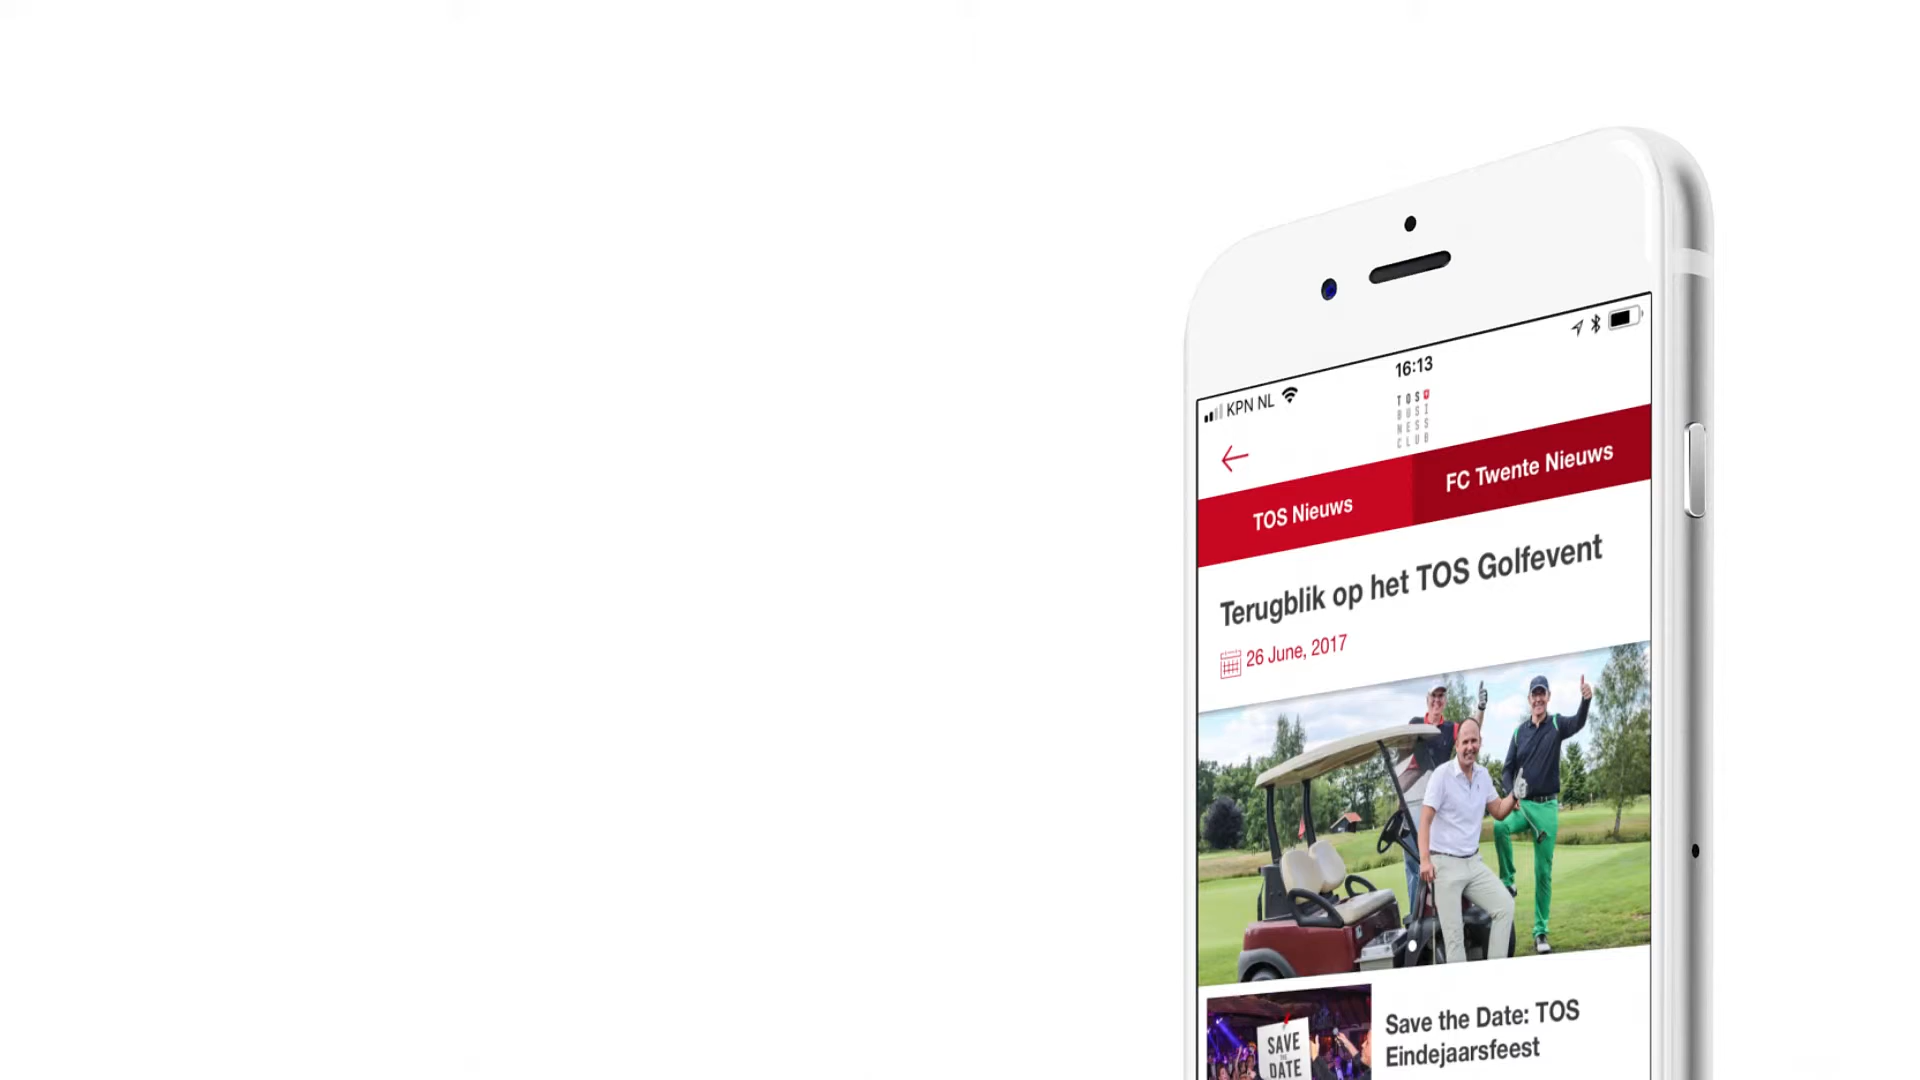 16:13
KPN NL
TOS
BUSI
NESS
CLUB
TOS Nieuws
FC Twente Nieuws
Terugblik op het TOS Golfevent
26 June, 2017
Save the Date: TOS
Eindejaarsfeest
SAVE
THE
DATE